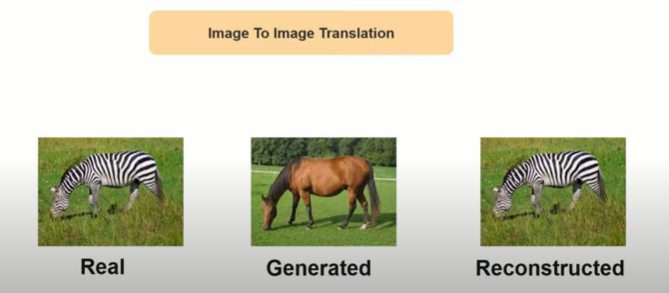 Image To Image Translation
Real
Generated
Reconstructed